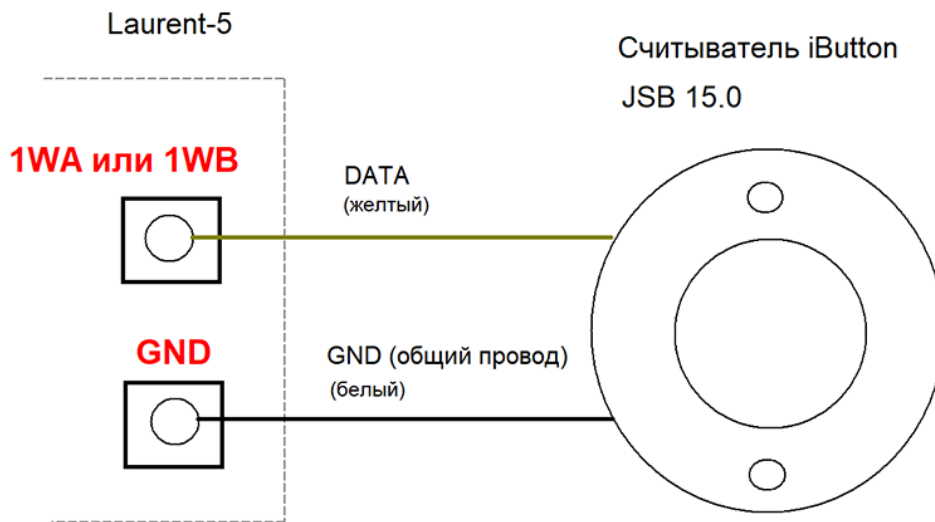 Laurent-5
Считыватель iButton
JSB 15.0
1WA или 1WB
DATA
(желтый)
GND
GND (общий провод)
(белый)